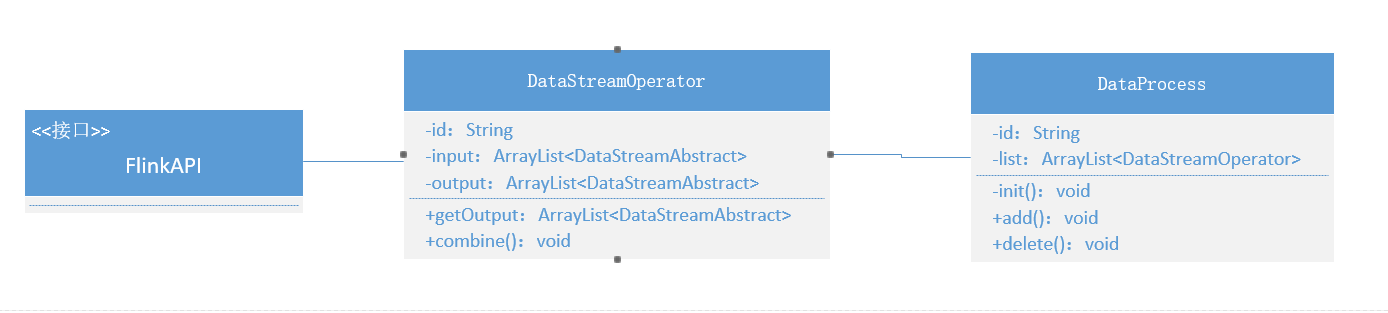 <<接口>>
FlinkAPI
DataStreamOperator
-id：String
-input：ArrayList<DataStreamAbstract>
-output：ArrayList<DataStreamAbstract>
+getOutput：ArrayList<DataStreamAbstract>
+combine()：void
DataProcess
-id：String
-list：ArrayList<DataStreamOperator>
-init()：void
+add()：void
+delete()：void